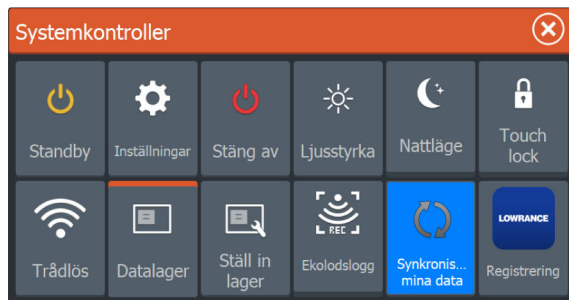 Systemkontroller
Standby
Inställningar
Stäng av
Ljusstyrka
Nattläge
Touch
lock
Trådlös
Datalager
Ställ in
lager
REC
Ekolodslogg
Synkronis...
mina data
LOWRANCE
Registrering